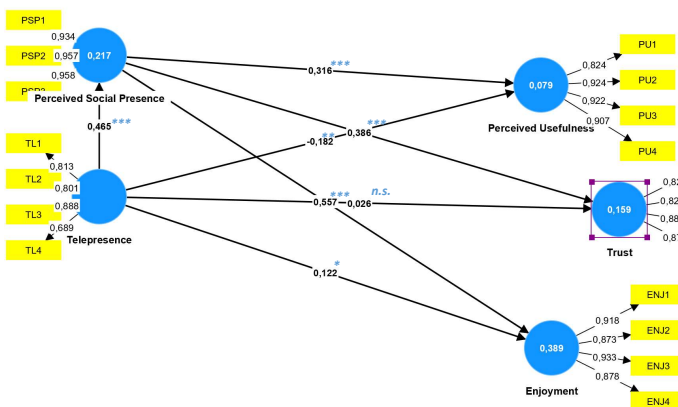 PSP1
0,934
PSP2
0,957
0,217
0,958
Perceived Social Presence
0,316
***
PU1
0,824
PU2
0,924
0,079
0,922
PU3
0,907
PU4
Perceived Usefulness
0,465
***
***
0,386
-0,182
**
TL1
0,813
TL2
0,801
0,888
TL3
0,689
TL4
Telepresence
***
0,557
0,026
n.s.
0,159
Trust
*
0,122
ENJ1
0,918
ENJ2
0,873
0,389
0,933
ENJ3
0,878
ENJ4
Enjoyment